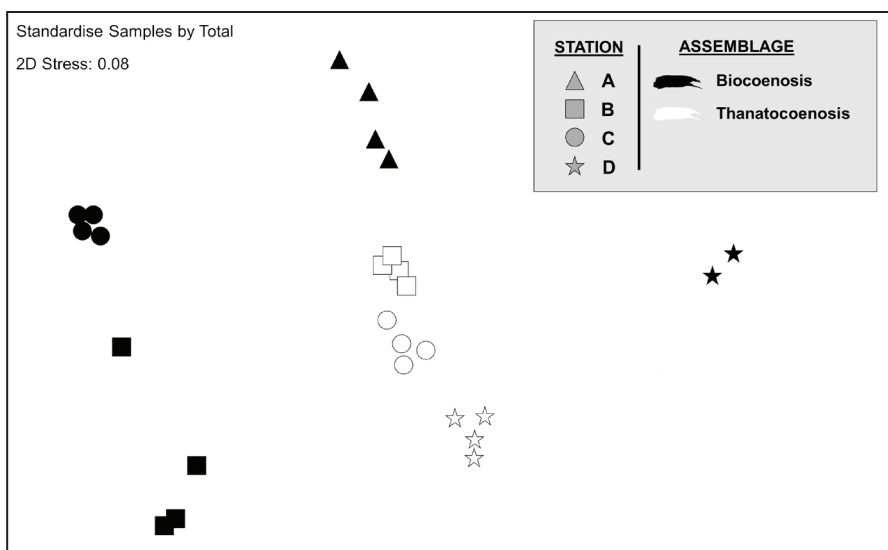 Standardise Samples by Total
2D Stress: 0.08
STATION
A
B
C
D
ASSEMBLAGE
Biocoenosis
Thanatocoenosis